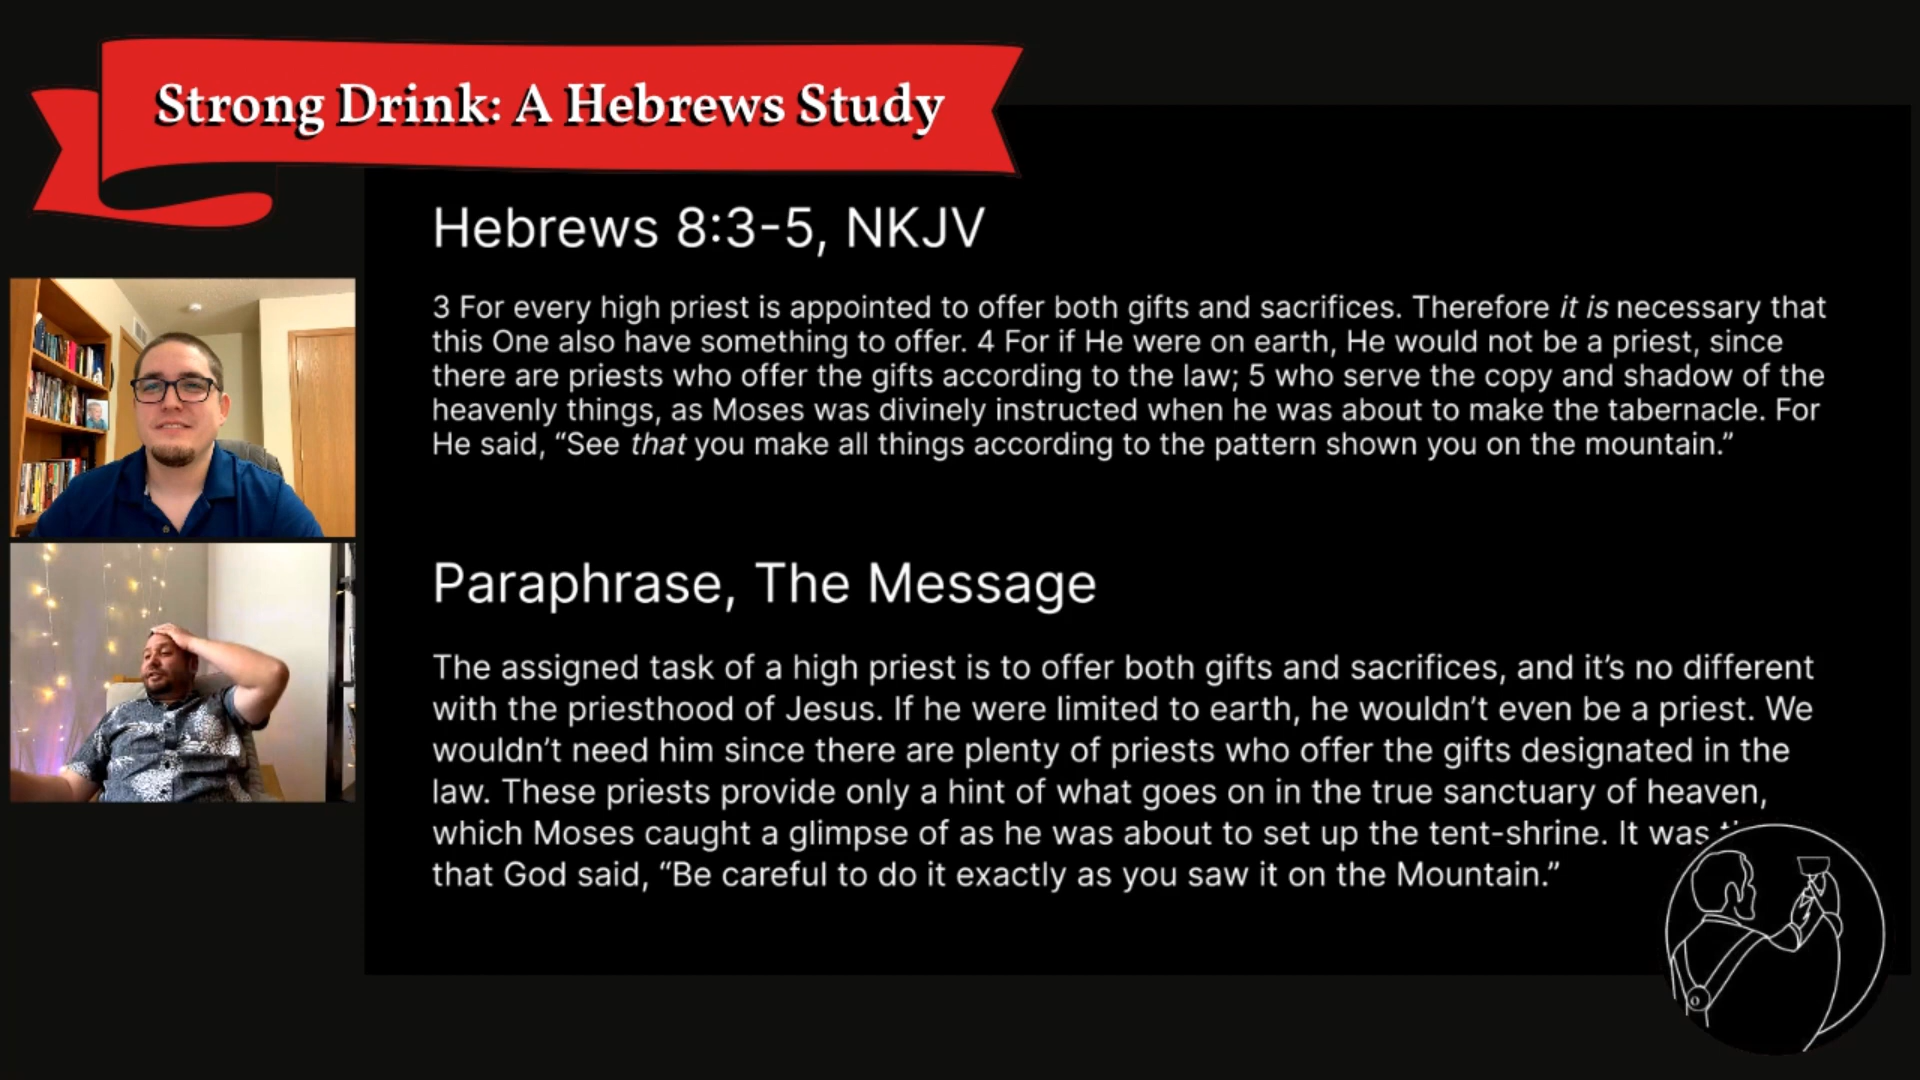 Strong Drink: A Hebrews Study
Hebrews 8:3-5, NKJV
3 For every high priest is appointed to offer both gifts and sacrifices. Therefore it is necessary that
this One also have something to offer. 4 For if He were on earth, He would not be a priest, since
there are priests who offer the gifts according to the law; 5 who serve the copy and shadow of the
heavenly things, as Moses was divinely instructed when he was about to make the tabernacle. For
He said, “See that you make all things according to the pattern shown you on the mountain.”
Paraphrase, The Message
The assigned task of a high priest is to offer both gifts and sacrifices, and it’s no different
with the priesthood of Jesus. If he were limited to earth, he wouldn’t even be a priest. We
wouldn’t need him since there are plenty of priests who offer the gifts designated in the
law. These priests provide only a hint of what goes on in the true sanctuary of heaven,
which Moses caught a glimpse of as he was about to set up the tent-shrine. It was
that God said, “Be careful to do it exactly as you saw it on the Mountain.”